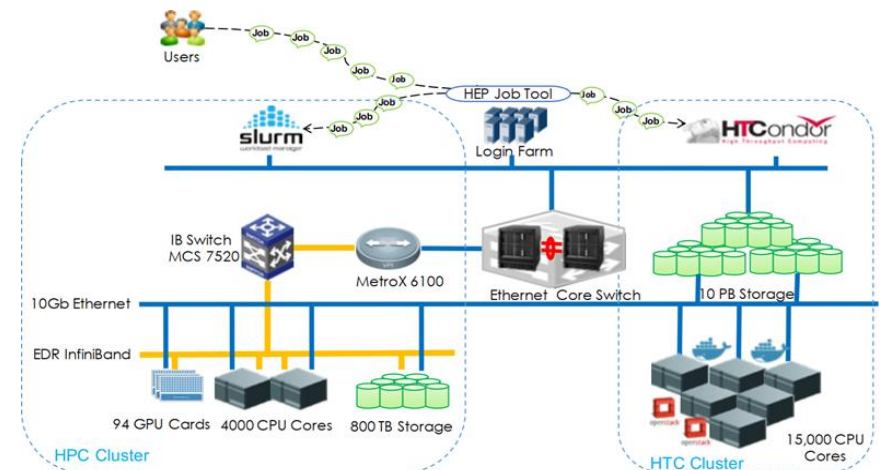 Job
Job
Job
Users
Job
HEP Job Tool
Job
Job
Job
Job
Job
Job
slurm
workload manager
Login Farm
HTCondor
High Throughput Computing
IB Switch
MCS 7520
MetroX 6100
Ethernet Core Switch
10 PB Storage
10Gb Ethernet
EDR InfiniBand
94 GPU Cards
4000 CPU Cores
800 TB Storage
openstack
openstack
15,000 CPU
Cores
HPC Cluster
HTC Cluster